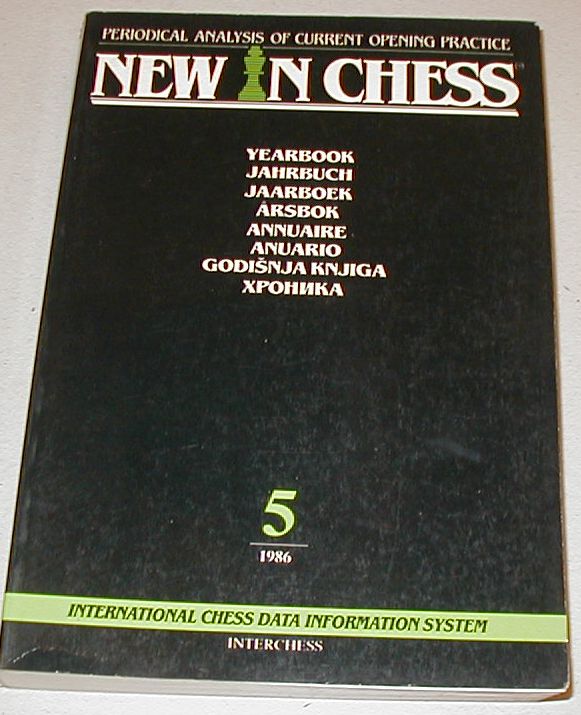 PERIODICAL ANALYSIS OF CURRENT OPENING PRACTICE
NEW IN CHESS
YEARBOOK
JAHRBUCH
JAARBOEK
ÅRSBOK
ANNUAIRE
ANUARIO
GODIŠNJA KNJIGA
ХРОНИКА
5
1986
INTERNATIONAL CHESS DATA INFORMATION SYSTEM
INTERCHESS